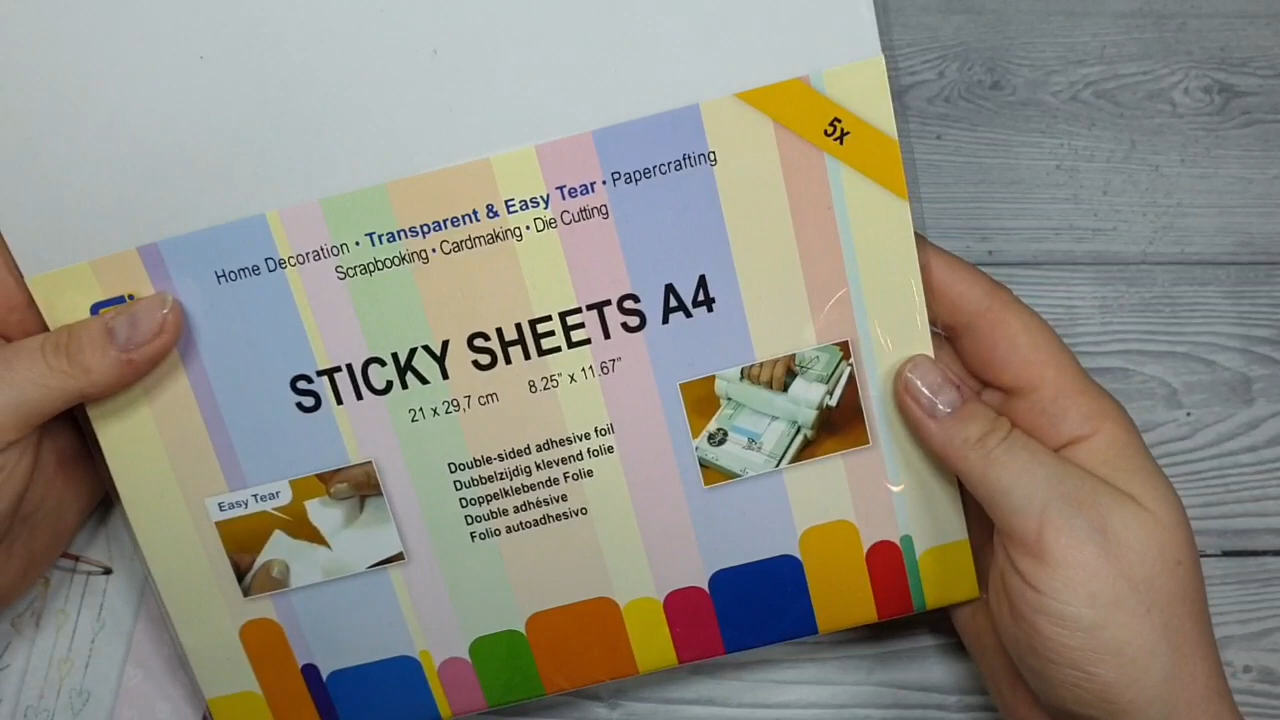 5x
Home Decoration • Transparent & Easy Tear • Papercrafting
Scrapbooking • Cardmaking • Die Cutting
STICKY SHEETS A4
21 x 29,7 cm 8.25" x 11.67"
Double-sided adhesive foil
Dubbelzijdig klevend folie
Doppelklebende Folie
Double adhésive
Folio autoadhesivo
Easy Tear